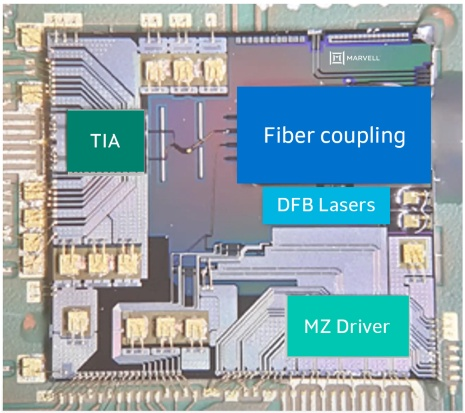 MARVELL
TIA
Fiber coupling
DFB Lasers
MZ Driver